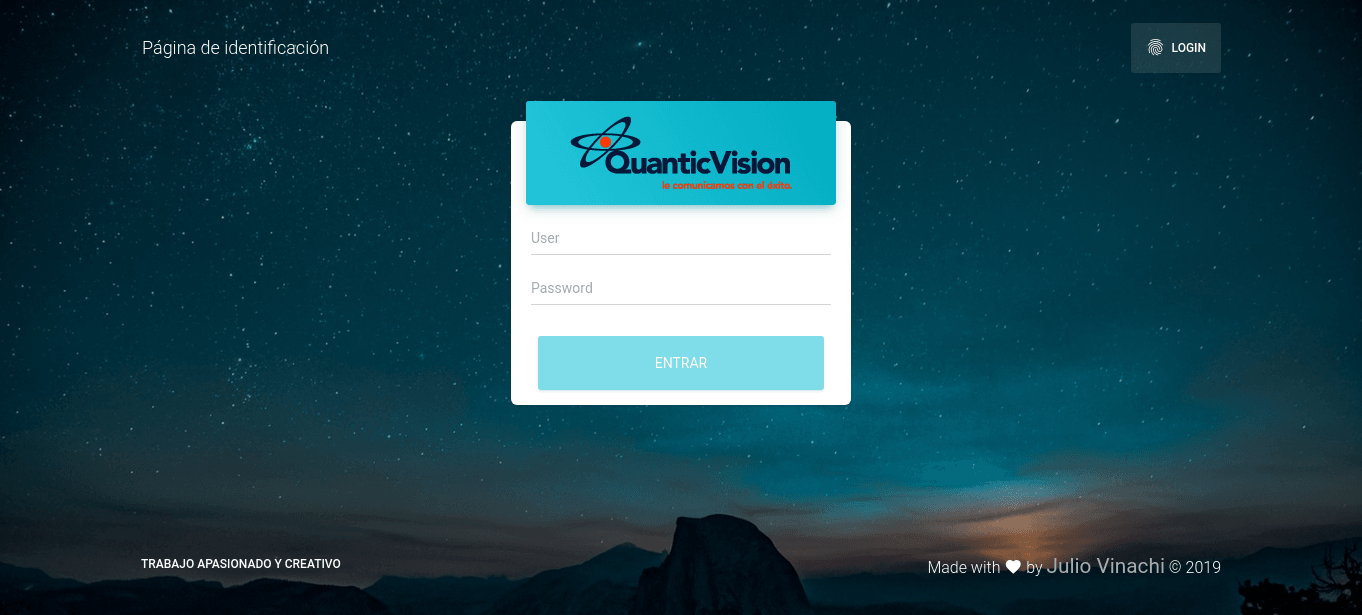 Página de identificación
LOGIN
QuanticVision
le comunicamos con el éxito.
User
Password
ENTRAR
TRABAJO APASIONADO Y CREATIVO
Made with ♥ by Julio Vinachi © 2019